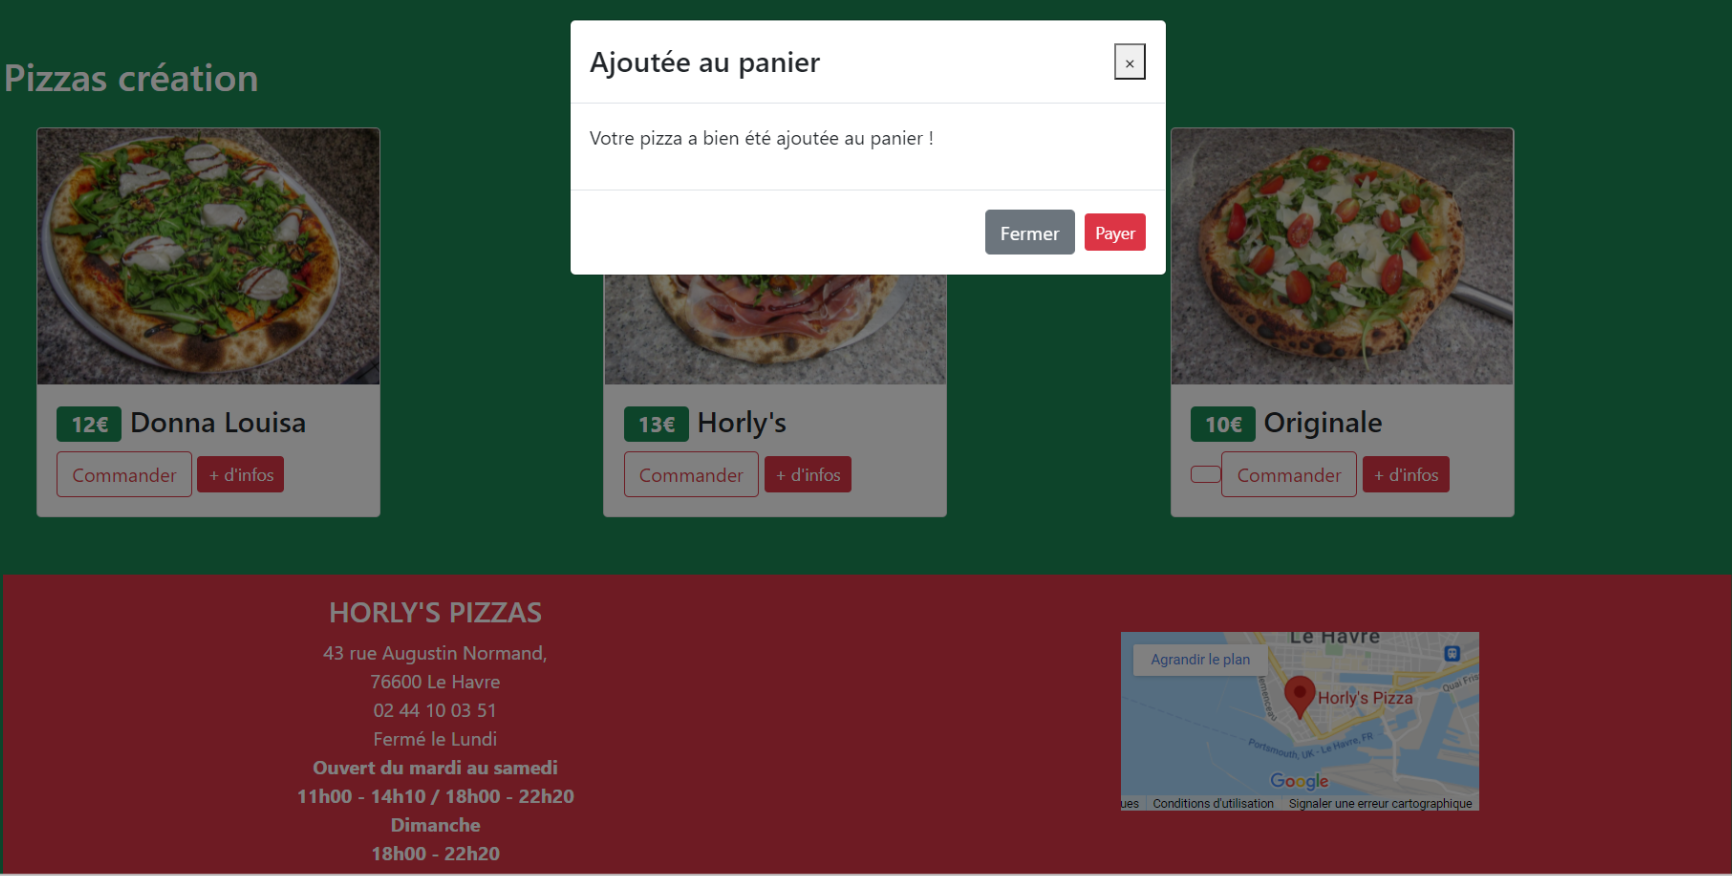 Ajoutée au panier
×
Votre pizza a bien été ajoutée au panier !
Fermer
Payer
Pizzas création
12€ Donna Louisa
Commander
+ d'infos
13€ Horly's
Commander
+ d'infos
10€ Originale
Commander
+ d'infos
HORLY'S PIZZAS
43 rue Augustin Normand,
76600 Le Havre
02 44 10 03 51
Fermé le Lundi
Ouvert du mardi au samedi
11h00 - 14h10 / 18h00 - 22h20
Dimanche
18h00 - 22h20
Le Havre
Agrandir le plan
Horly's Pizza
Quai Fris
Portsmouth, UK - Le Havre, FR
Google
ues
Conditions d'utilisation
Signaler une erreur cartographique